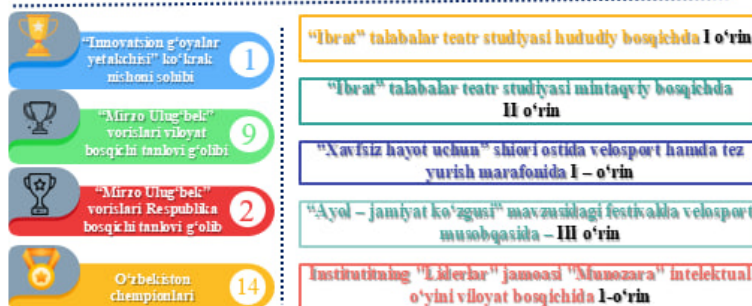 “Innovatsion g‘oyalar
yetakchisi” ko‘krak
nishoni sohibi
1
“Mirzo Ulug‘bek”
vorislari viloyat
bosqichi tanlovi g‘olibi
9
“Mirzo Ulug‘bek”
vorislari Respublika
bosqichi tanlovi g‘olib
2
O‘zbekiston
chempionlari
14
“Ibrat” talabalar teatr studiyasi hududiy bosqichda I o‘rin
“Ibrat” talabalar teatr studiyasi mintaqviy bosqichda
II o‘rin
“Xavfsiz hayot uchun” shiori ostida velosport hamda tez
yurish marafonida I – o‘rin
“Ayol – jamiyat ko‘zgusi” mavzusidagi festivalda velosport
musobqasida – III o‘rin
Institutning "Liderlar" jamoasi "Munozara" intelektual
o‘yini viloyat bosqichida 1-o‘rin